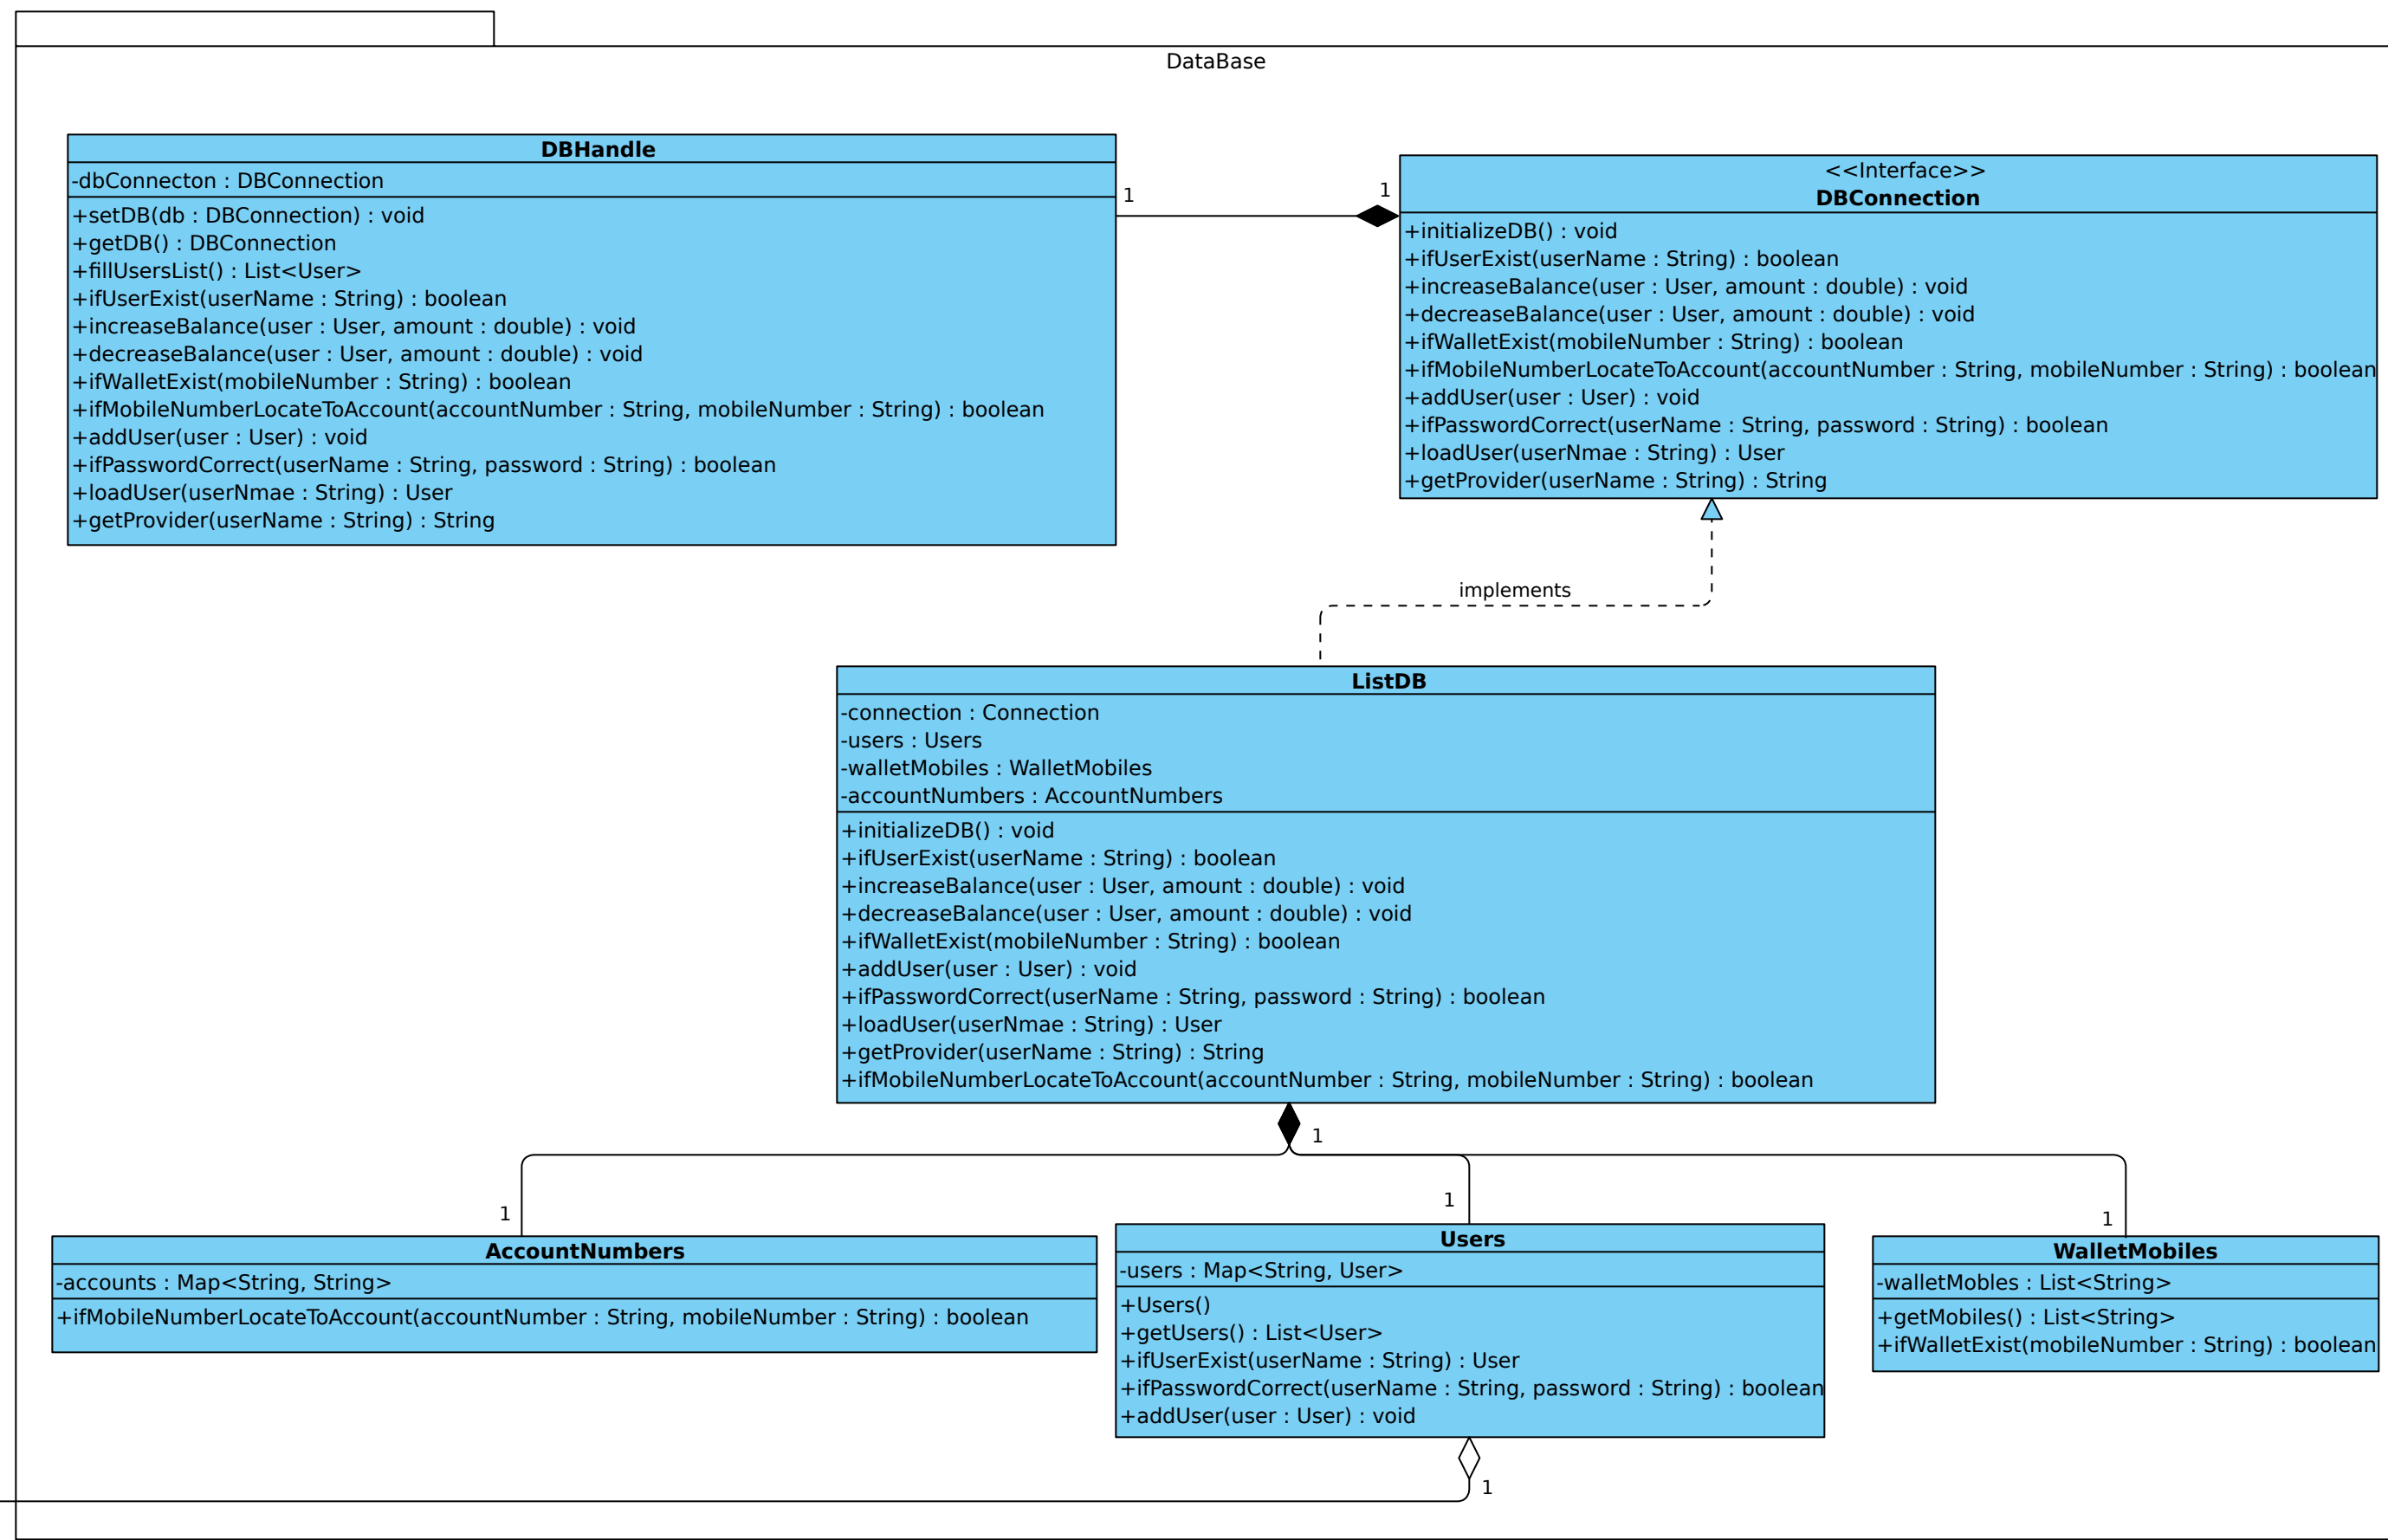 DataBase
DBHandle
-dbConnecton : DBConnection
+setDB(db : DBConnection) : void
+getDB() : DBConnection
+fillUsersList() : List<User>
+ifUserExist(userName : String) : boolean
+increaseBalance(user : User, amount : double) : void
+decreaseBalance(user : User, amount : double) : void
+ifWalletExist(mobileNumber : String) : boolean
+ifMobileNumberLocateToAccount(accountNumber : String, mobileNumber : String) : boolean
+addUser(user : User) : void
+ifPasswordCorrect(userName : String, password : String) : boolean
+loadUser(userNmae : String) : User
+getProvider(userName : String) : String
1
1
<<Interface>>
DBConnection
+initializeDB() : void
+ifUserExist(userName : String) : boolean
+increaseBalance(user : User, amount : double) : void
+decreaseBalance(user : User, amount : double) : void
+ifWalletExist(mobileNumber : String) : boolean
+ifMobileNumberLocateToAccount(accountNumber : String, mobileNumber : String) : boolean
+addUser(user : User) : void
+ifPasswordCorrect(userName : String, password : String) : boolean
+loadUser(userNmae : String) : User
+getProvider(userName : String) : String
implements
ListDB
-connection : Connection
-users : Users
-walletMobiles : WalletMobiles
-accountNumbers : AccountNumbers
+initializeDB() : void
+ifUserExist(userName : String) : boolean
+increaseBalance(user : User, amount : double) : void
+decreaseBalance(user : User, amount : double) : void
+ifWalletExist(mobileNumber : String) : boolean
+addUser(user : User) : void
+ifPasswordCorrect(userName : String, password : String) : boolean
+loadUser(userNmae : String) : User
+getProvider(userName : String) : String
+ifMobileNumberLocateToAccount(accountNumber : String, mobileNumber : String) : boolean
1
1
1
1
AccountNumbers
-accounts : Map<String, String>
+ifMobileNumberLocateToAccount(accountNumber : String, mobileNumber : String) : boolean
Users
-users : Map<String, User>
+Users()
+getUsers() : List<User>
+ifUserExist(userName : String) : User
+ifPasswordCorrect(userName : String, password : String) : boolean
+addUser(user : User) : void
WalletMobiles
-walletMobles : List<String>
+getMobiles() : List<String>
+ifWalletExist(mobileNumber : String) : boolean
1